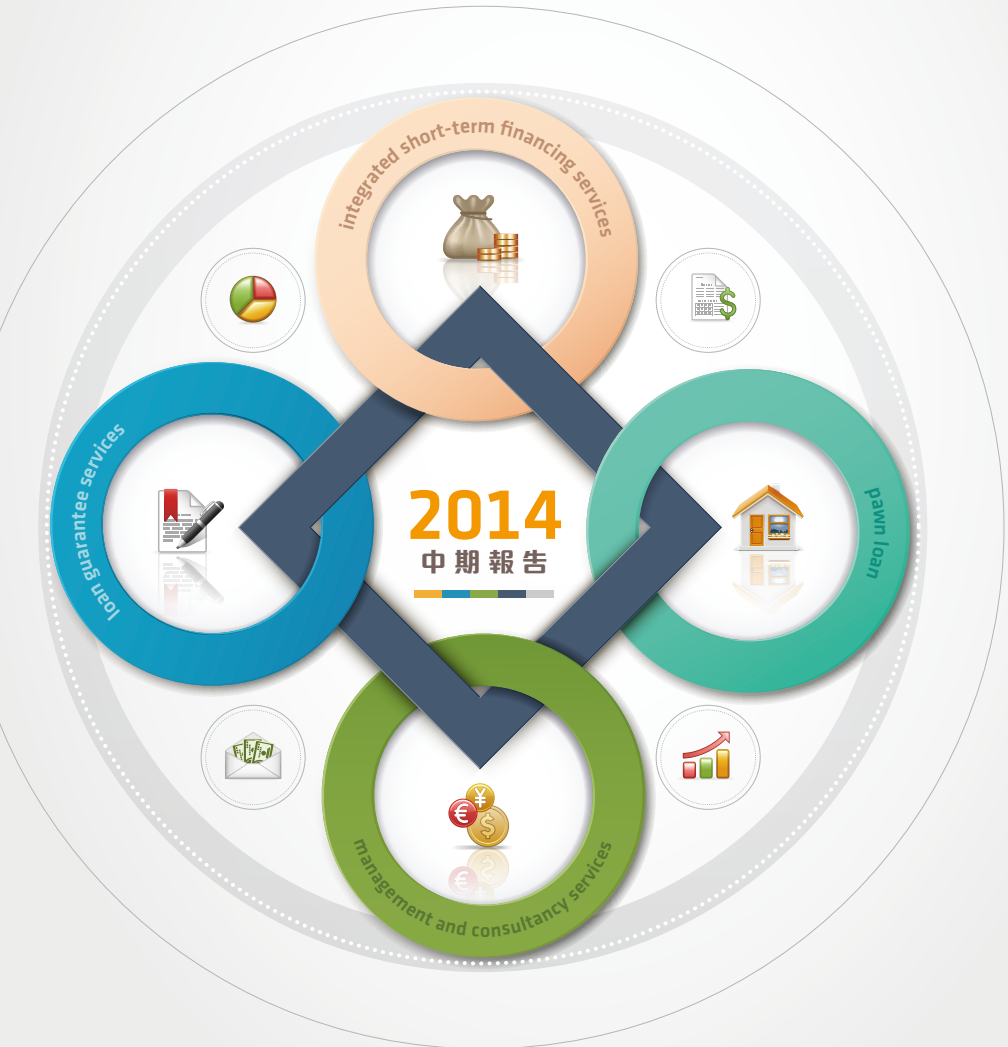 integrated short-term financing services
loan guarantee services
2014
中期報告
pawn loan
management and consultancy services